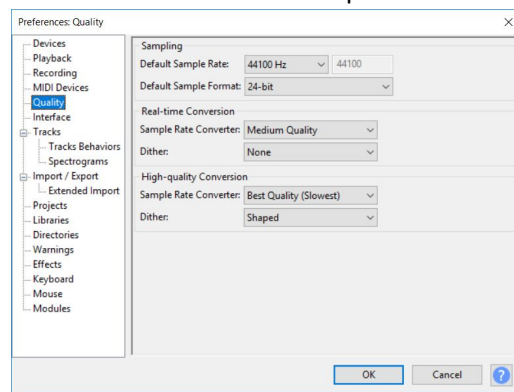 Preferences: Quality
Devices
Playback
Recording
MIDI Devices
Quality
Interface
Tracks
Tracks Behaviors
Spectrograms
Import / Export
Extended Import
Projects
Libraries
Directories
Warnings
Effects
Keyboard
Mouse
Modules
Sampling
Default Sample Rate: 44100 Hz 44100
Default Sample Format: 24-bit
Real-time Conversion
Sample Rate Converter: Medium Quality
Dither: None
High-quality Conversion
Sample Rate Converter: Best Quality (Slowest)
Dither: Shaped
OK Cancel ?